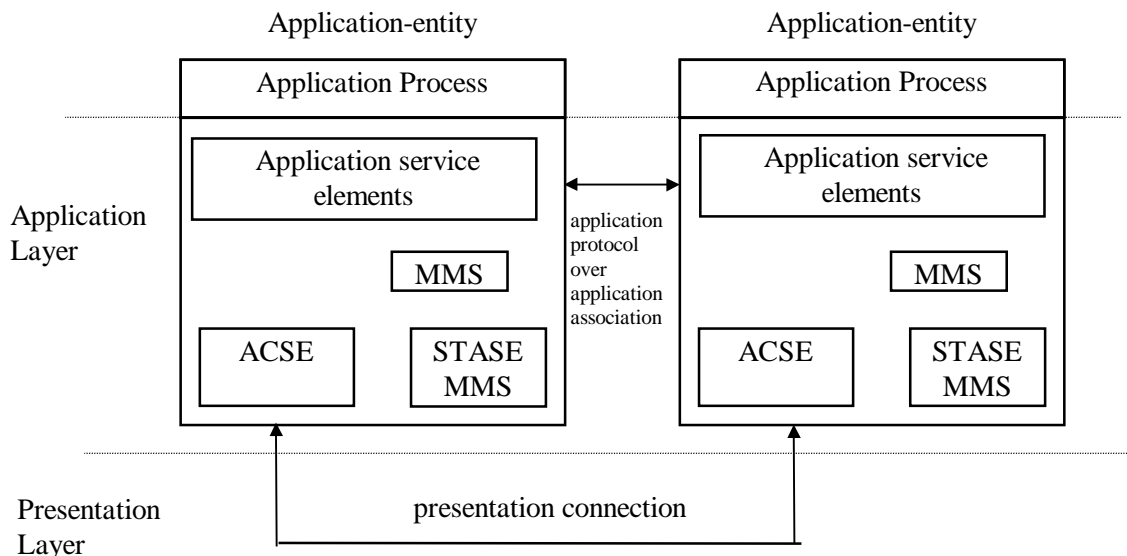 Application-entity
Application-entity
Application Process
Application Process
Application service
elements
Application service
elements
Application
Layer
application
protocol
over
application
association
MMS
MMS
ACSE
STASE
MMS
ACSE
STASE
MMS
presentation connection
Presentation
Layer